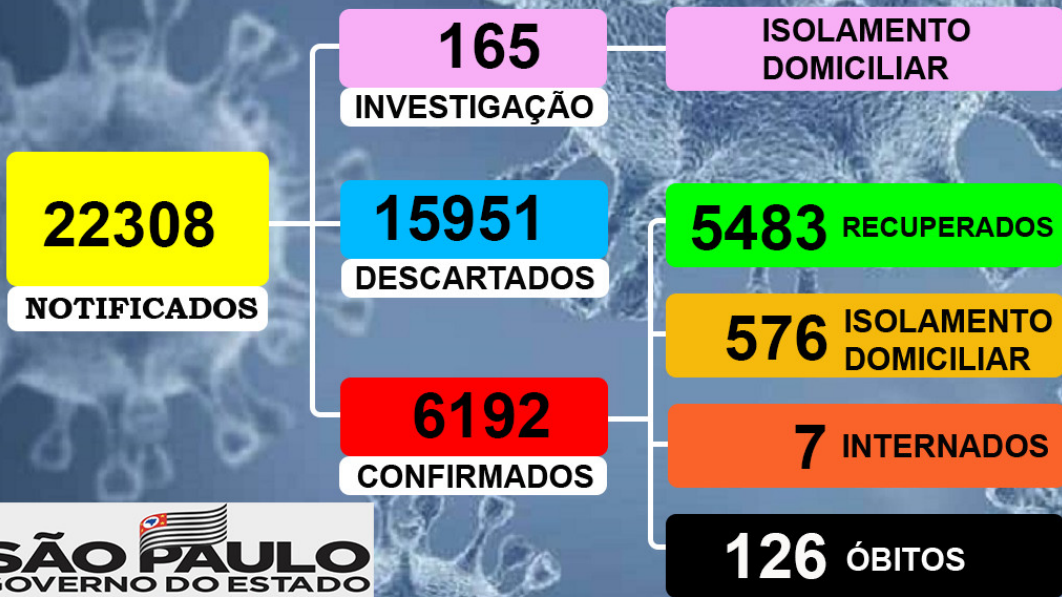 22308
NOTIFICADOS
165
INVESTIGAÇÃO
ISOLAMENTO
DOMICILIAR
15951
DESCARTADOS
6192
CONFIRMADOS
5483 RECUPERADOS
576 ISOLAMENTO
DOMICILIAR
7 INTERNADOS
126 ÓBITOS
SÃO PAULO
GOVERNO DO ESTADO